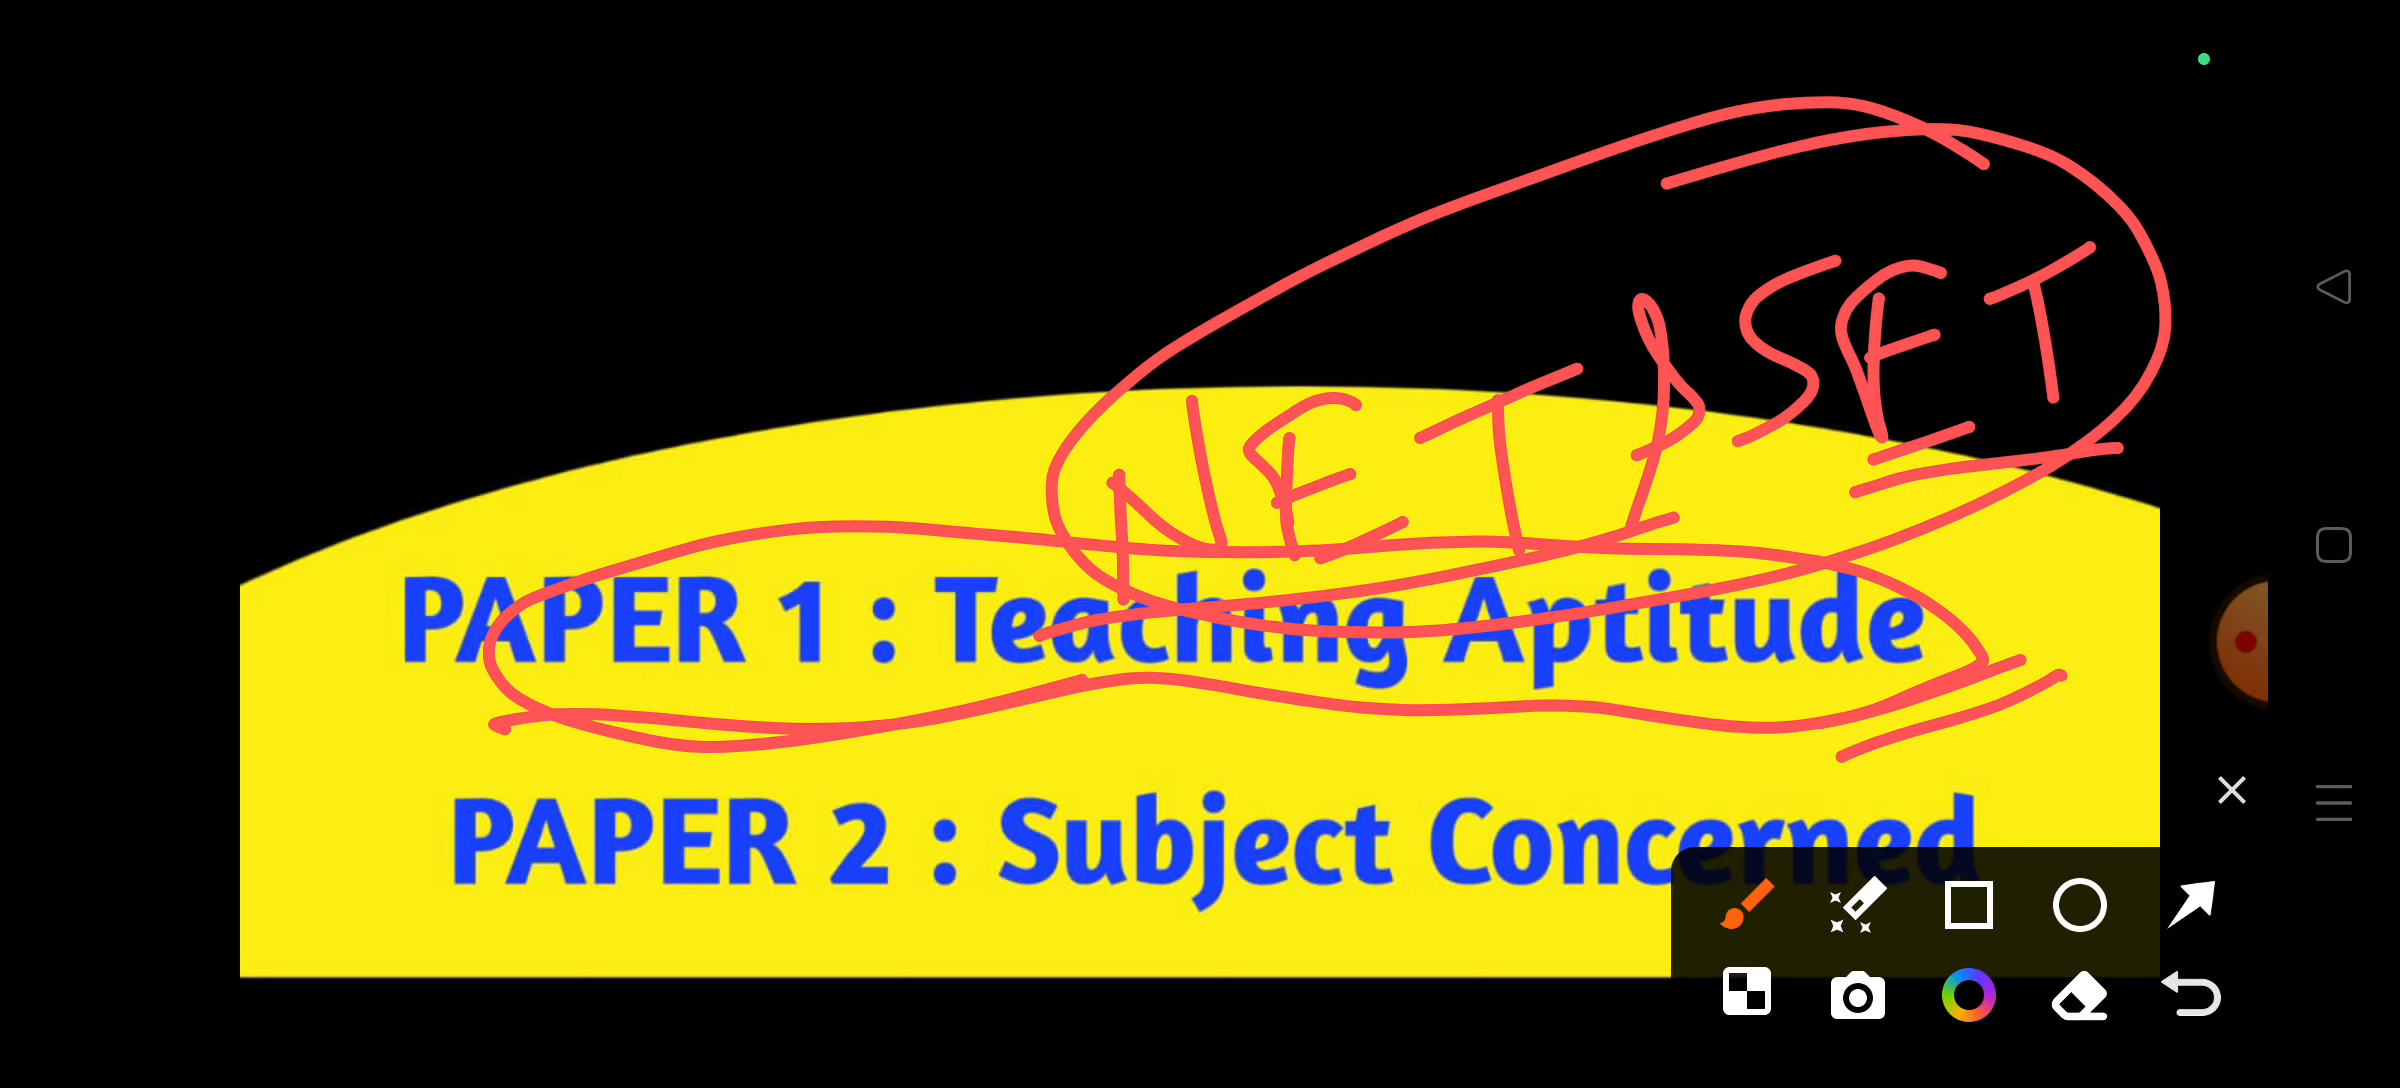 NET, SET
PAPER 1 : Teaching Aptitude
PAPER 2 : Subject Concerned